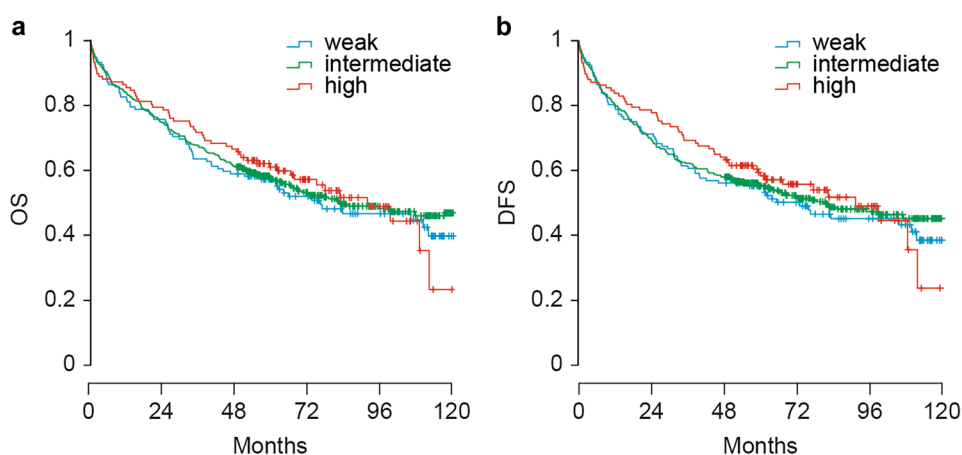 a
1
0.8
0.6
0.4
0.2
0
OS
weak
intermediate
high
0 24 48 72 96 120
Months
b
1
0.8
0.6
0.4
0.2
0
DFS
weak
intermediate
high
0 24 48 72 96 120
Months